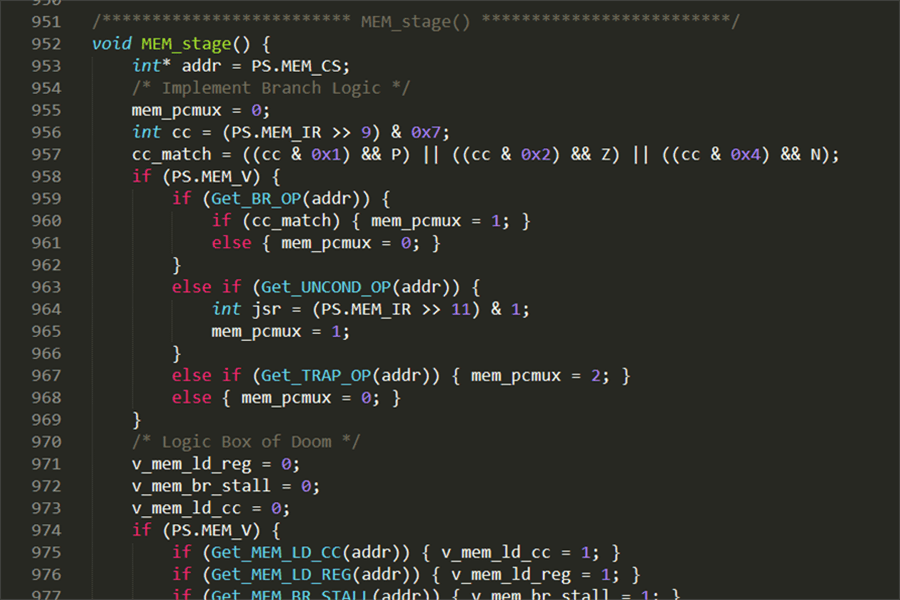 950
951 /************************* MEM_stage() *************************/
952 void MEM_stage() {
953 int* addr = PS.MEM_CS;
954 /* Implement Branch Logic */
955 mem_pcmux = 0;
956 int cc = (PS.MEM_IR >> 9) & 0x7;
957 cc_match = ((cc & 0x1) && P) || ((cc & 0x2) && Z) || ((cc & 0x4) && N);
958 if (PS.MEM_V) {
959 if (Get_BR_OP(addr)) {
960 if (cc_match) { mem_pcmux = 1; }
961 else { mem_pcmux = 0; }
962 }
963 else if (Get_UNCOND_OP(addr)) {
964 int jsr = (PS.MEM_IR >> 11) & 1;
965 mem_pcmux = 1;
966 }
967 else if (Get_TRAP_OP(addr)) { mem_pcmux = 2; }
968 else { mem_pcmux = 0; }
969 }
970 /* Logic Box of Doom */
971 v_mem_ld_reg = 0;
972 v_mem_br_stall = 0;
973 v_mem_ld_cc = 0;
974 if (PS.MEM_V) {
975 if (Get_MEM_LD_CC(addr)) { v_mem_ld_cc = 1; }
976 if (Get_MEM_LD_REG(addr)) { v_mem_ld_reg = 1; }
977 if (Get_MEM_BR_STALL(addr)) { v_mem_br_stall = 1; }